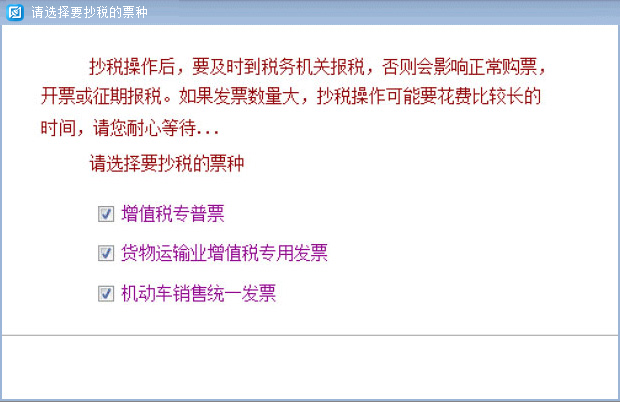 请选择要抄税的票种
抄税操作后，要及时到税务机关报税，否则会影响正常购票，
开票或征期报税。如果发票数量大，抄税操作可能要花费比较长的
时间，请您耐心等待...
请选择要抄税的票种
增值税专普票
货物运输业增值税专用发票
机动车销售统一发票